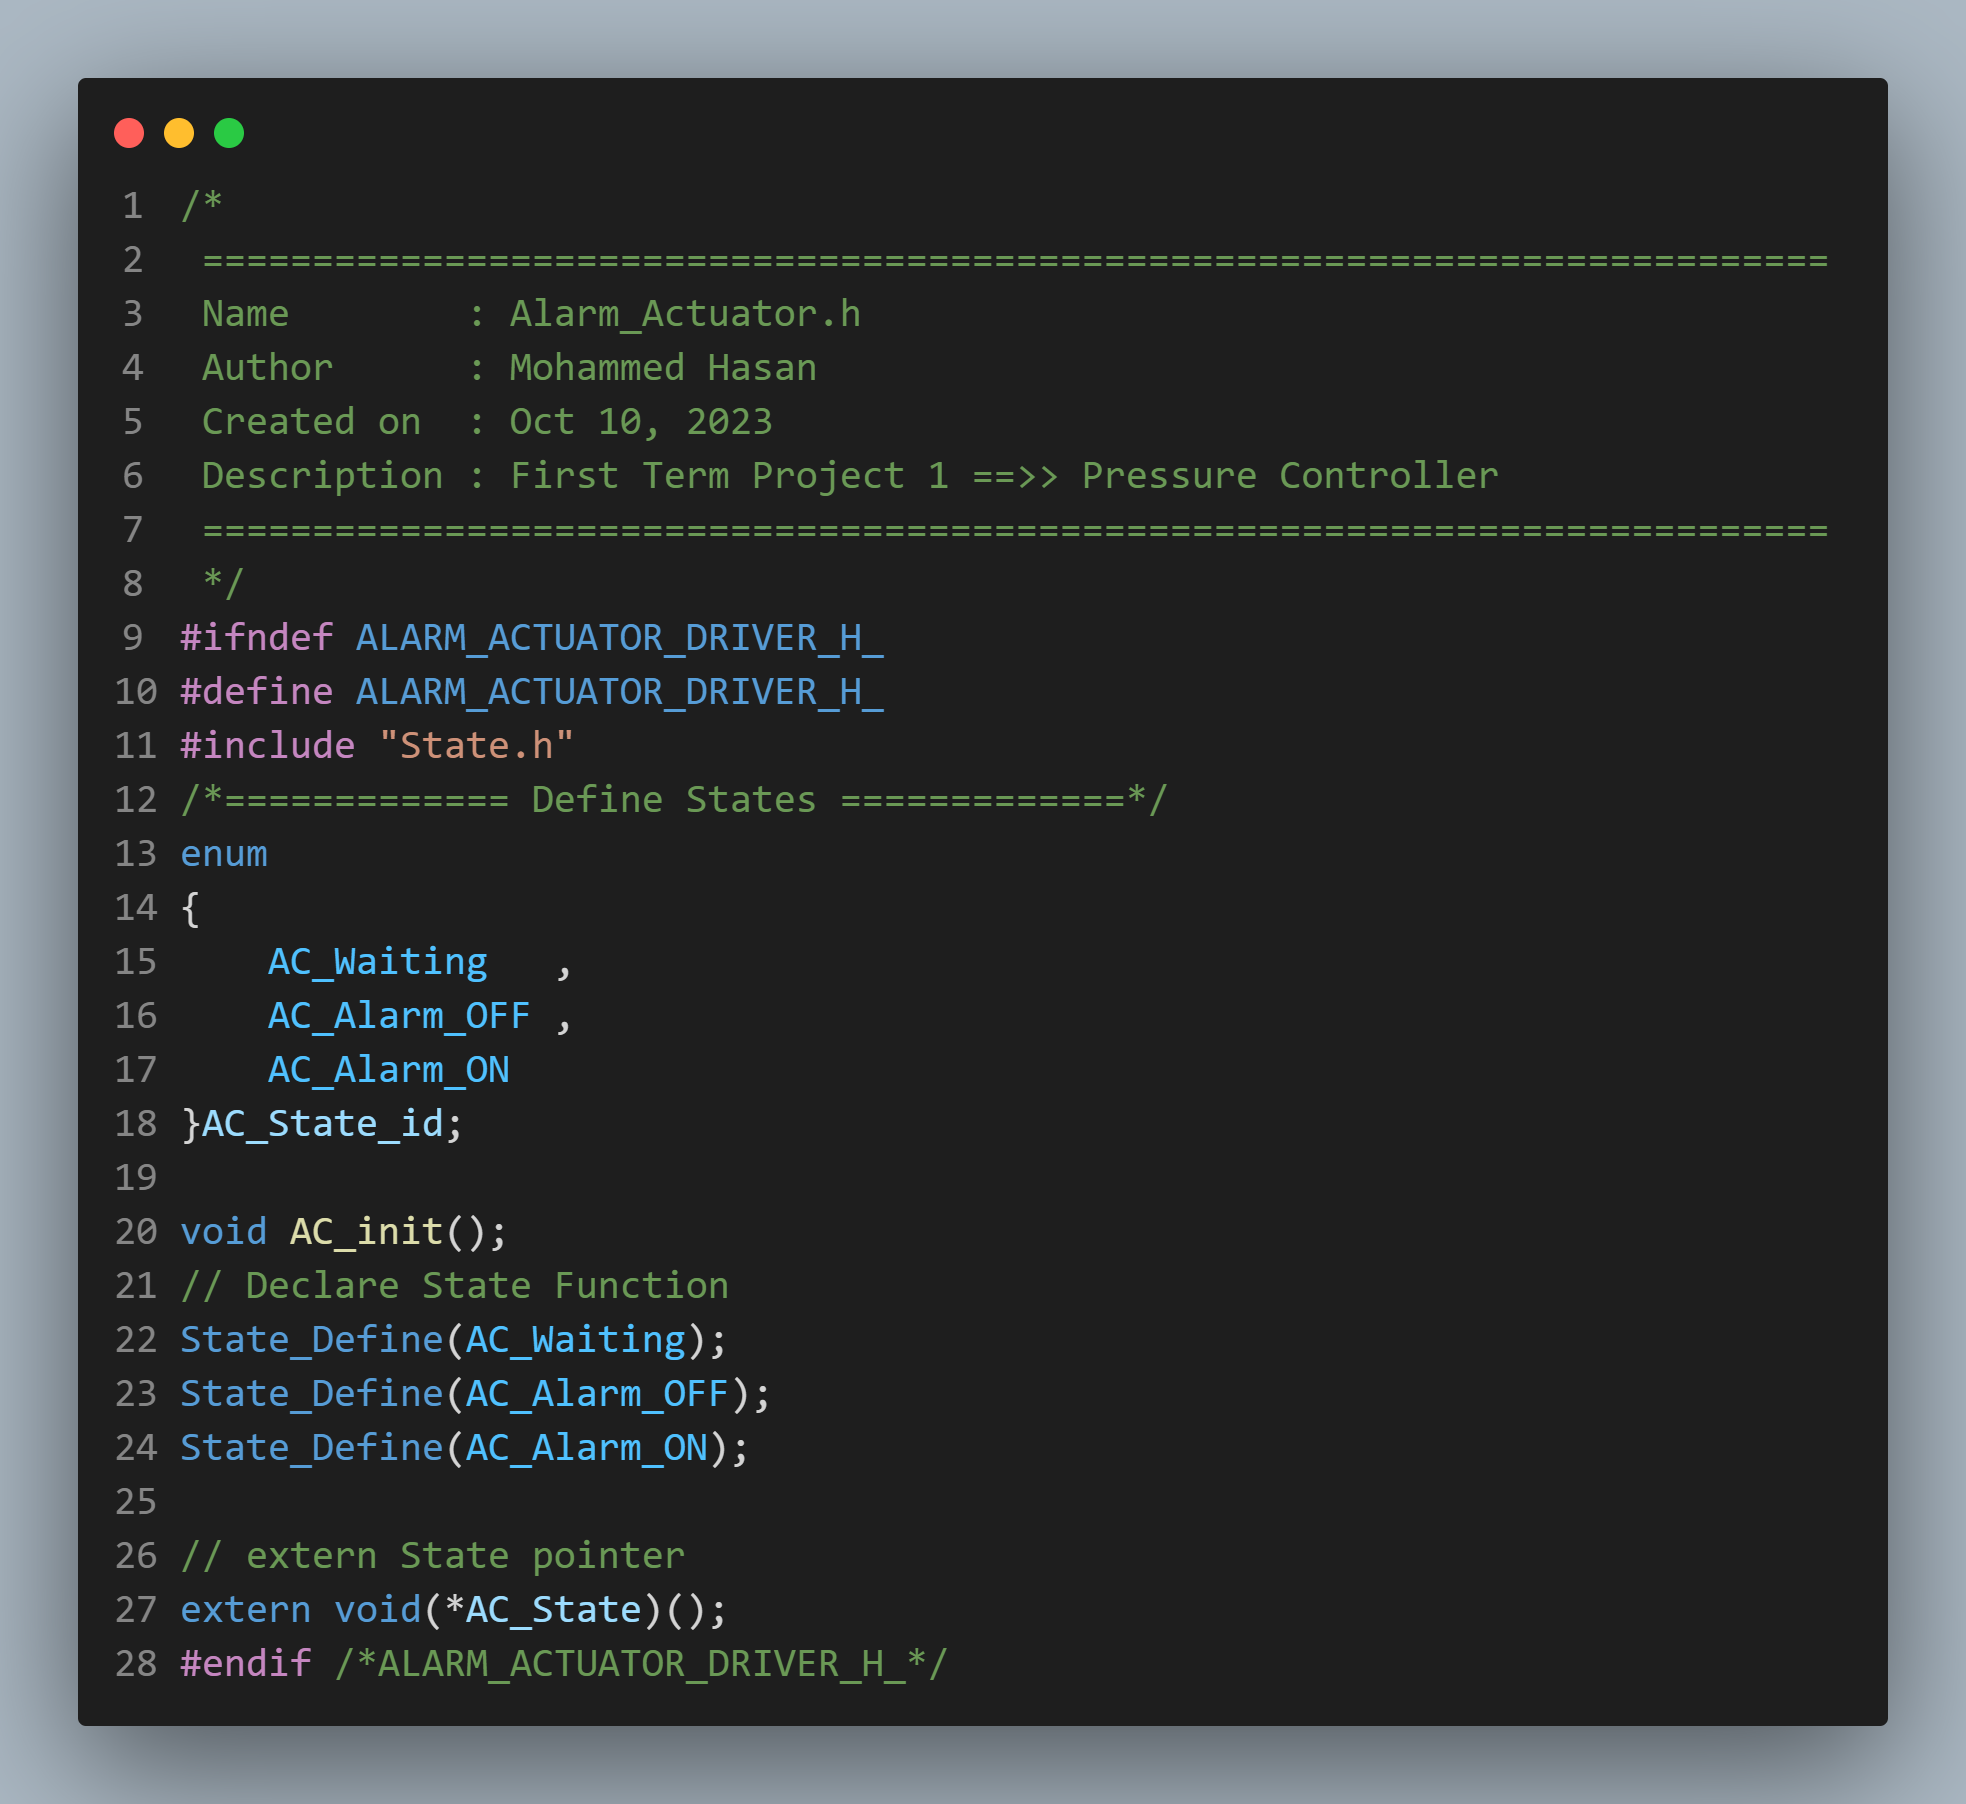 1 /*
2  ==========================================================================
3  Name        : Alarm_Actuator.h
4  Author      : Mohammed Hasan
5  Created on  : Oct 10, 2023
6  Description : First Term Project 1 ==>> Pressure Controller
7  ==========================================================================
8  */
9 #ifndef ALARM_ACTUATOR_DRIVER_H_
10 #define ALARM_ACTUATOR_DRIVER_H_
11 #include "State.h"
12 /*============= Define States =============*/
13 enum
14 {
15     AC_Waiting   ,
16     AC_Alarm_OFF ,
17     AC_Alarm_ON
18 }AC_State_id;
19
20 void AC_init();
21 // Declare State Function
22 State_Define(AC_Waiting);
23 State_Define(AC_Alarm_OFF);
24 State_Define(AC_Alarm_ON);
25
26 // extern State pointer
27 extern void(*AC_State)();
28 #endif /*ALARM_ACTUATOR_DRIVER_H_*/